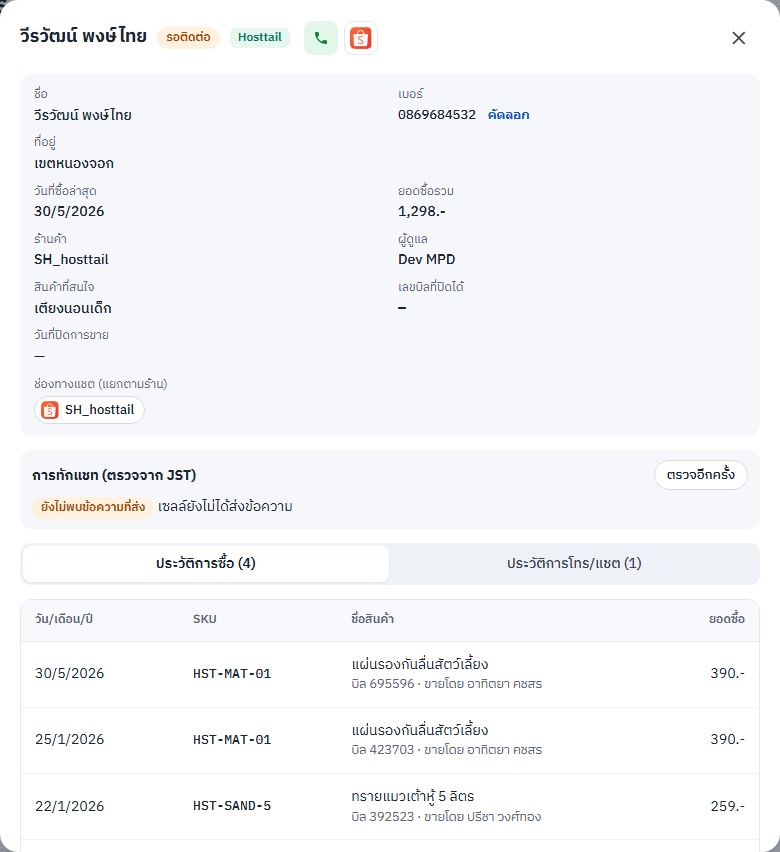 วีรวัฒน์ พงษ์ไทย รอติดต่อ Hosttail
ชื่อ เบอร์
วีรวัฒน์ พงษ์ไทย 0869684532 คัดลอก
ที่อยู่
เขตหนองจอก
วันที่ซื้อล่าสุด ยอดซื้อรวม
30/5/2026 1,298.-
ร้านค้า ผู้ดูแล
SH_hosttail Dev MPD
สินค้าที่สนใจ เลขบิลที่ปิดได้
เตียงนอนเด็ก –
วันที่ปิดการขาย
—
ช่องทางแชต (แยกตามร้าน)
SH_hosttail
การทักแชท (ตรวจจาก JST) ตรวจอีกครั้ง
ยังไม่พบข้อความที่ส่ง เซลล์ยังไม่ได้ส่งข้อความ
ประวัติการซื้อ (4) ประวัติการโทร/แชต (1)
วัน/เดือน/ปี SKU ชื่อสินค้า ยอดซื้อ
30/5/2026 HST-MAT-01 แผ่นรองกันลื่นสัตว์เลี้ยง 390.-
บิล 695596 · ขายโดย อาทิตยา คชสร
25/1/2026 HST-MAT-01 แผ่นรองกันลื่นสัตว์เลี้ยง 390.-
บิล 423703 · ขายโดย อาทิตยา คชสร
22/1/2026 HST-SAND-5 ทรายแมวเต้าหู้ 5 ลิตร 259.-
บิล 392523 · ขายโดย ปรีชา วงศ์ทอง